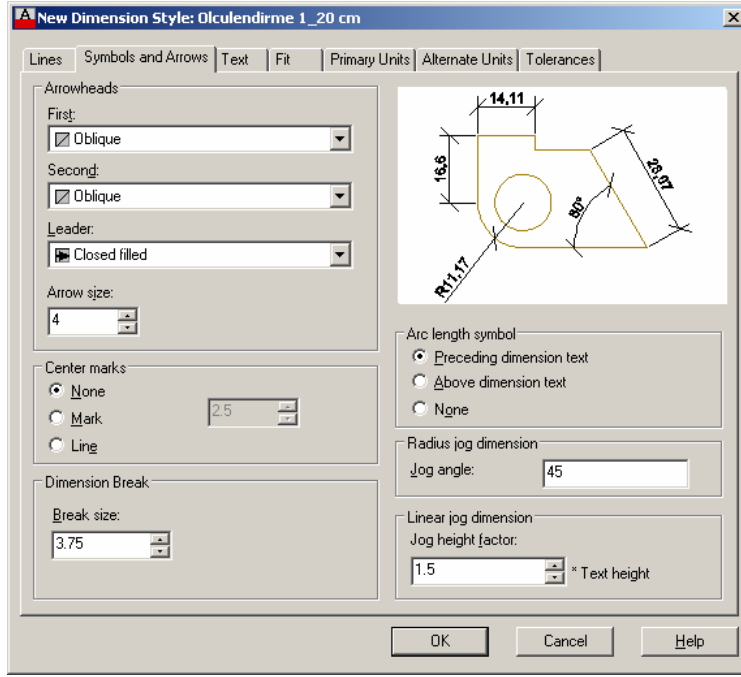 New Dimension Style: Olculendirme 1_20 cm
Lines Symbols and Arrows Text Fit Primary Units Alternate Units Tolerances
Arrowheads
First:
Oblique
Second:
Oblique
Leader:
Closed filled
Arrow size:
4
Center marks
None
Mark
2.5
Line
Dimension Break
Break size:
3.75
14,11
16,6
28,07
80°
R11,17
Arc length symbol
Preceding dimension text
Above dimension text
None
Radius jog dimension
Jog angle:
45
Linear jog dimension
Jog height factor:
1.5
* Text height
OK Cancel Help